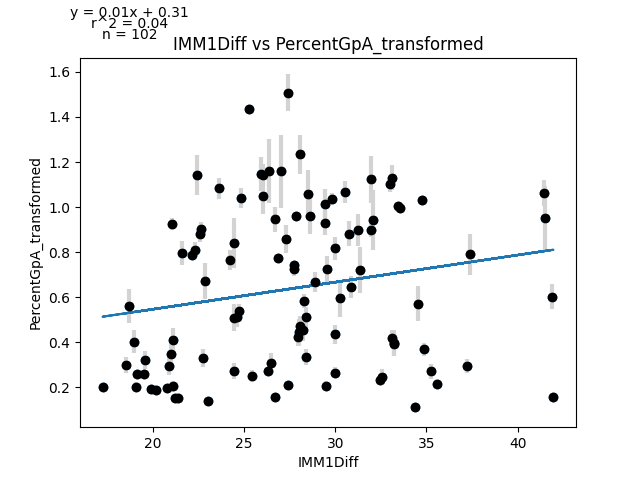 y = 0.01x + 0.31
r^2 = 0.04
n = 102
IMM1Diff vs PercentGpA_transformed
PercentGpA_transformed
1.6
1.4
1.2
1.0
0.8
0.6
0.4
0.2
20 25 30 35 40
IMM1Diff